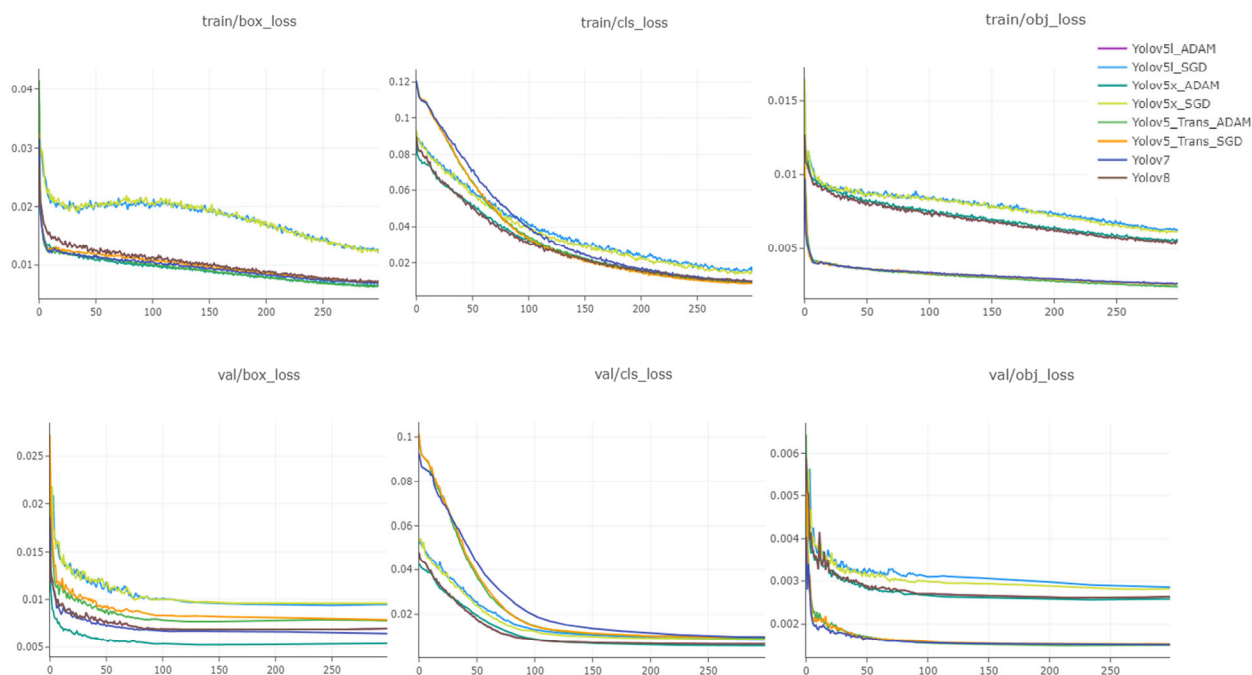 train/box_loss
train/cls_loss
train/obj_loss
Yolov5l_ADAM
Yolov5l_SGD
Yolov5x_ADAM
Yolov5x_SGD
Yolov5_Trans_ADAM
Yolov5_Trans_SGD
Yolov7
Yolov8
0.04
0.03
0.02
0.01
0 50 100 150 200 250
0.12
0.1
0.08
0.06
0.04
0.02
0 50 100 150 200 250
0.015
0.01
0.005
0 50 100 150 200 250
val/box_loss
val/cls_loss
val/obj_loss
0.025
0.02
0.015
0.01
0.005
0 50 100 150 200 250
0.1
0.08
0.06
0.04
0.02
0 50 100 150 200 250
0.006
0.005
0.004
0.003
0.002
0 50 100 150 200 250